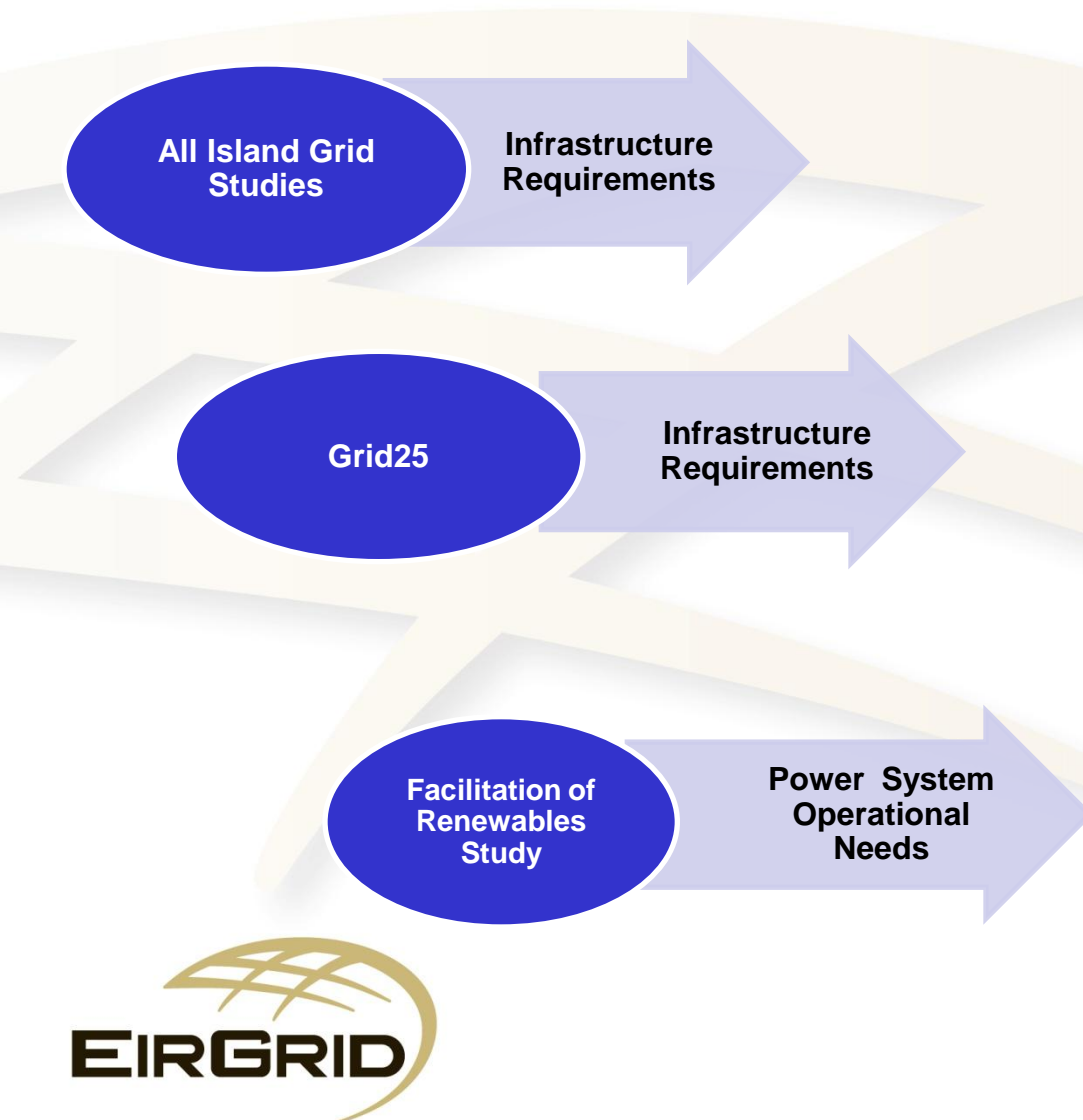 All Island Grid
Studies
Infrastructure
Requirements
Grid25
Infrastructure
Requirements
Facilitation of
Renewables
Study
Power System
Operational
Needs
EIRGRID